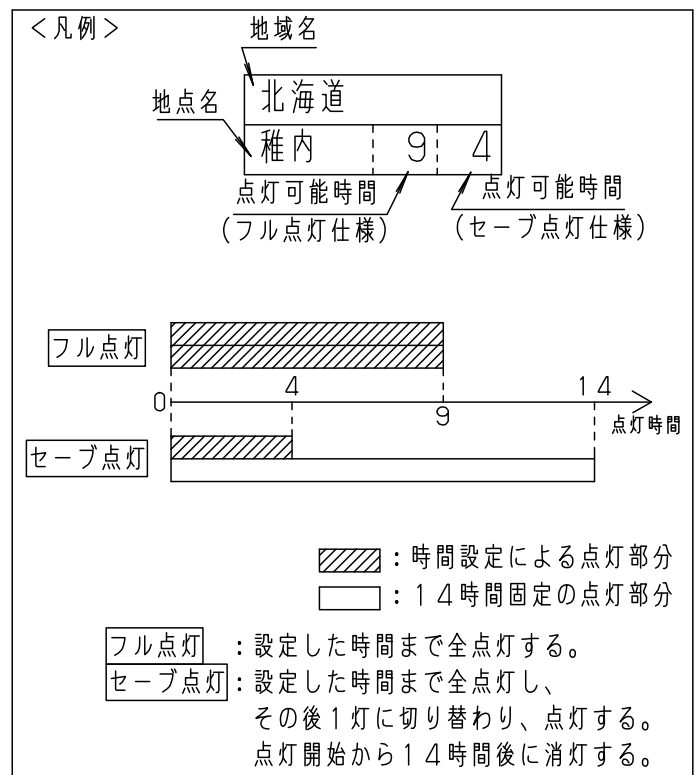 ＜凡例＞
地域名
北海道
地点名
稚内 9 4
点灯可能時間
(フル点灯仕様)
点灯可能時間
(セーブ点灯仕様)
フル点灯
0 4 9 14
点灯時間
セーブ点灯
：時間設定による点灯部分
：14時間固定の点灯部分
フル点灯 ：設定した時間まで全点灯する。
セーブ点灯：設定した時間まで全点灯し、
その後1灯に切り替わり、点灯する。
点灯開始から14時間後に消灯する。